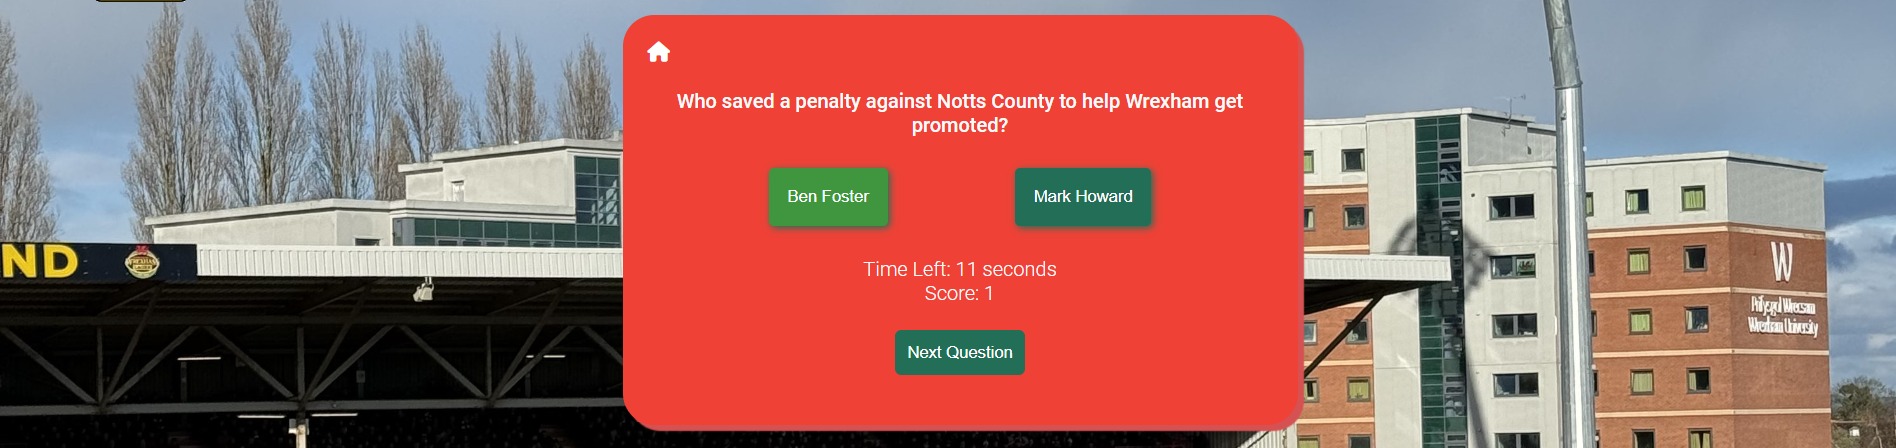 Who saved a penalty against Notts County to help Wrexham get
promoted?
Ben Foster
Mark Howard
Time Left: 11 seconds
Score: 1
Next Question
ND
W
Prifysgol Wrecsam
Wrexham University